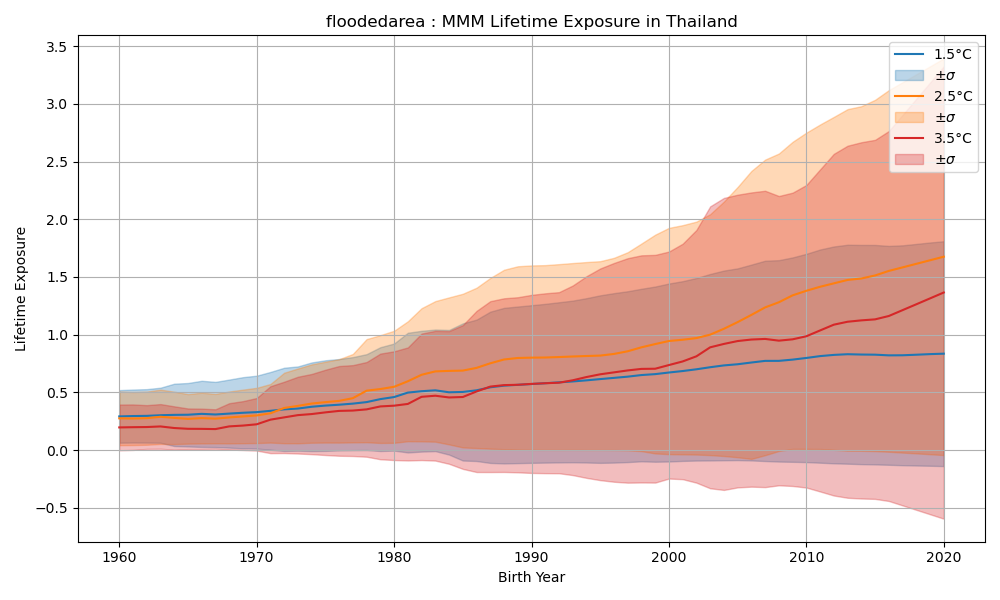 floodedarea : MMM Lifetime Exposure in Thailand
3.5
3.0
2.5
2.0
1.5
1.0
0.5
0.0
−0.5
Lifetime Exposure
1960
1970
1980
1990
2000
2010
2020
Birth Year
1.5°C
±σ
2.5°C
±σ
3.5°C
±σ